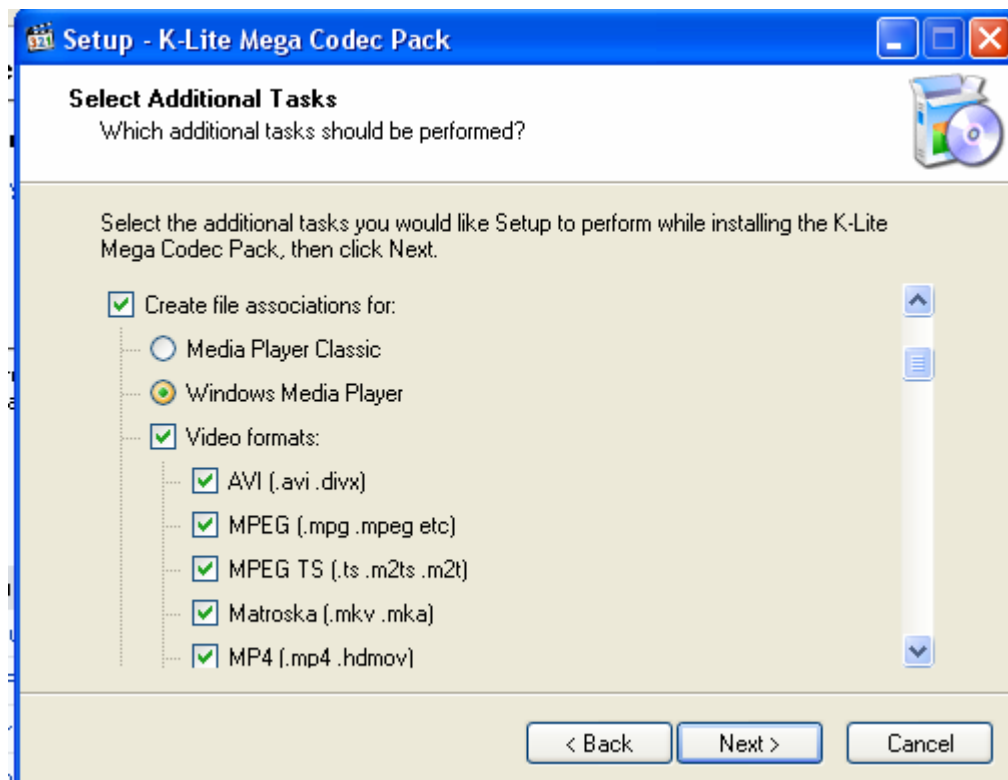 Setup - K-Lite Mega Codec Pack
Select Additional Tasks
Which additional tasks should be performed?
Select the additional tasks you would like Setup to perform while installing the K-Lite
Mega Codec Pack, then click Next.
Create file associations for:
Media Player Classic
Windows Media Player
Video formats:
AVI (.avi .divx)
MPEG (.mpg .mpeg etc)
MPEG TS (.ts .m2ts .m2t)
Matroska (.mkv .mka)
MP4 (.mp4 .hdmov)
< Back
Next >
Cancel